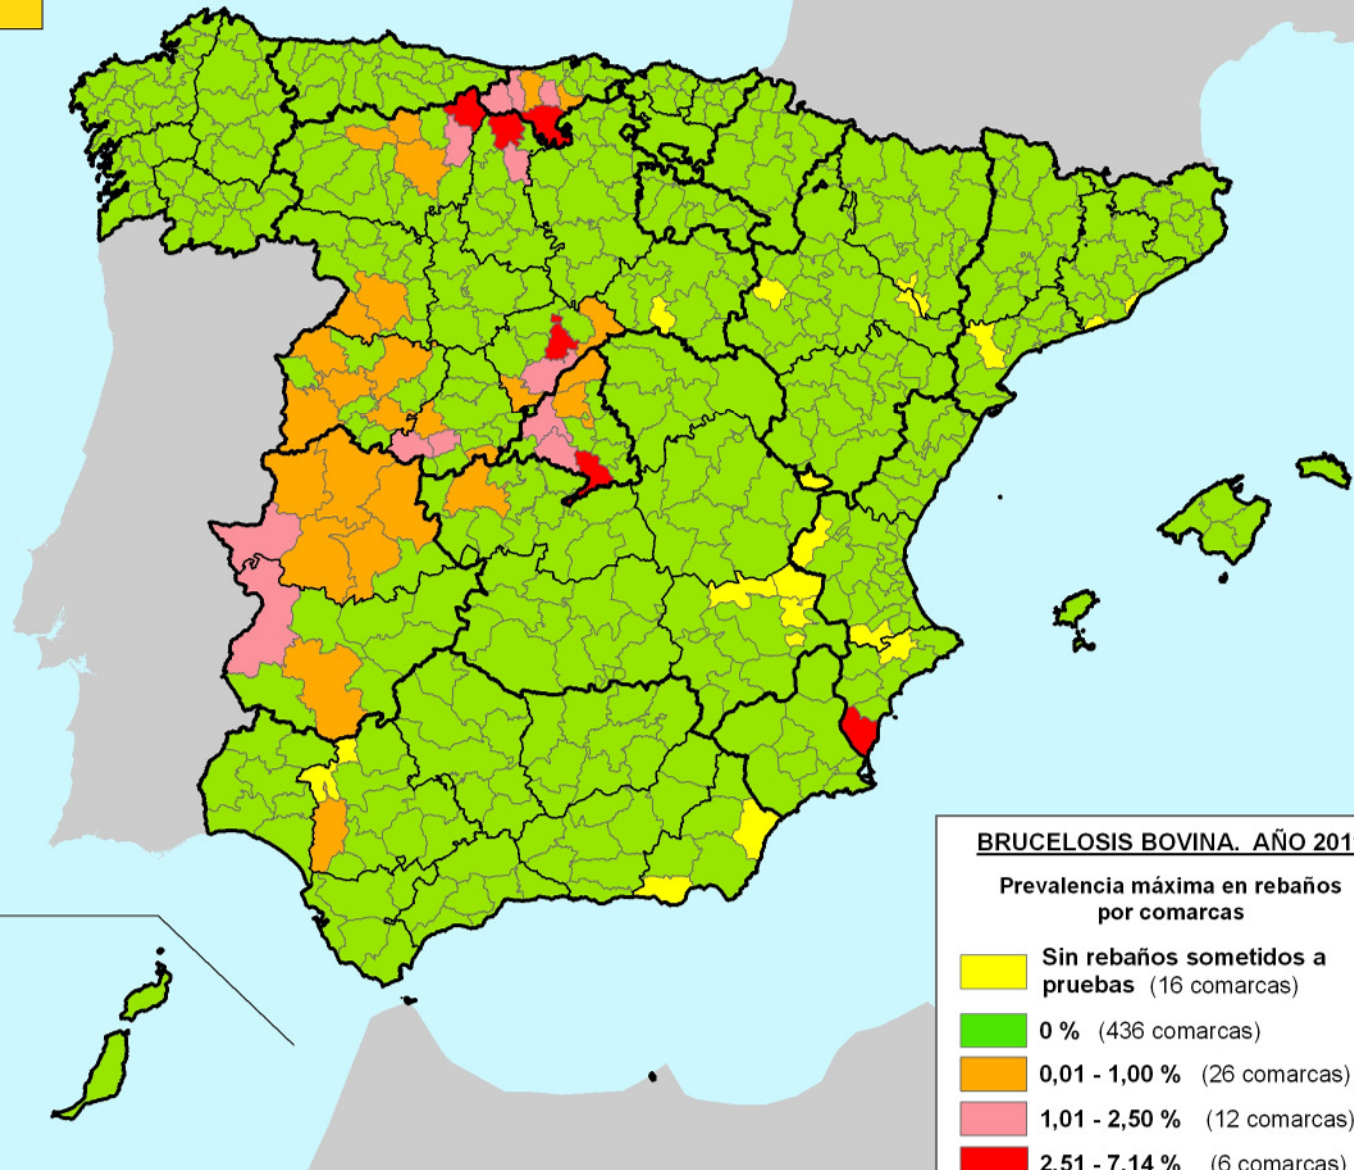 BRUCELOSIS BOVINA. AÑO 201
Prevalencia máxima en rebaños
por comarcas
Sin rebaños sometidos a
pruebas (16 comarcas)
0 % (436 comarcas)
0,01 - 1,00 % (26 comarcas)
1,01 - 2,50 % (12 comarcas)
2,51 - 7,14 % (6 comarcas)